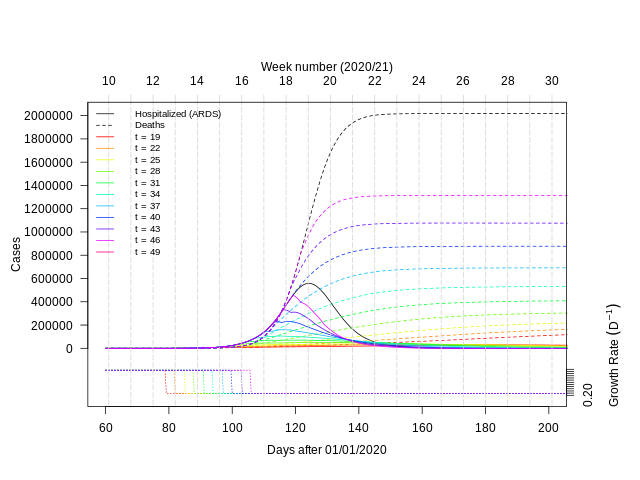 Week number (2020/21)
10 12 14 16 18 20 22 24 26 28 30
Hospitalized (ARDS)
Deaths
t = 19
t = 22
t = 25
t = 28
t = 31
t = 34
t = 37
t = 40
t = 43
t = 46
t = 49
Cases
2000000
1800000
1600000
1400000
1200000
1000000
800000
600000
400000
200000
0
0.20
Growth Rate (D⁻¹)
60 80 100 120 140 160 180 200
Days after 01/01/2020